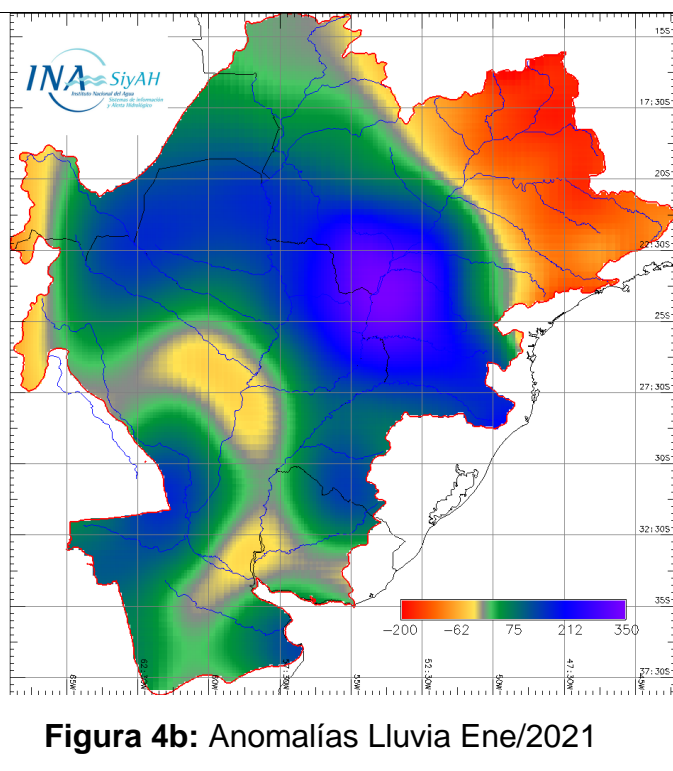 15S
INA SiyAH
Instituto Nacional del Agua
Sistemas de Información
y Alerta Hidrológico
17:30S
20S
22:30S
25S
27:30S
30S
32:30S
35S
−200 −62 75 212 350
37:30S
65W 62:30W 60W 57:30W 55W 52:30W 50W 47:30W 45W
Figura 4b: Anomalías Lluvia Ene/2021